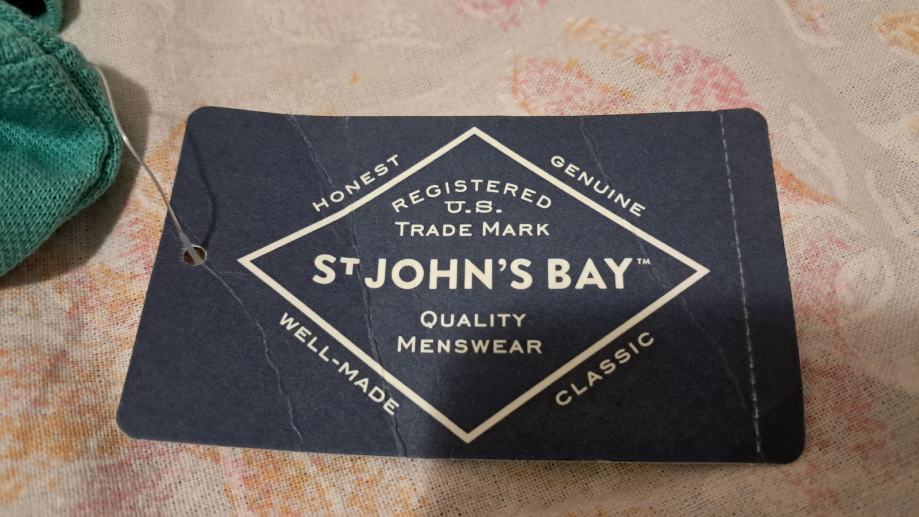 HONEST
GENUINE
REGISTERED
U.S.
TRADE MARK
ST JOHN'S BAY™
QUALITY
MENSWEAR
WELL-MADE
CLASSIC